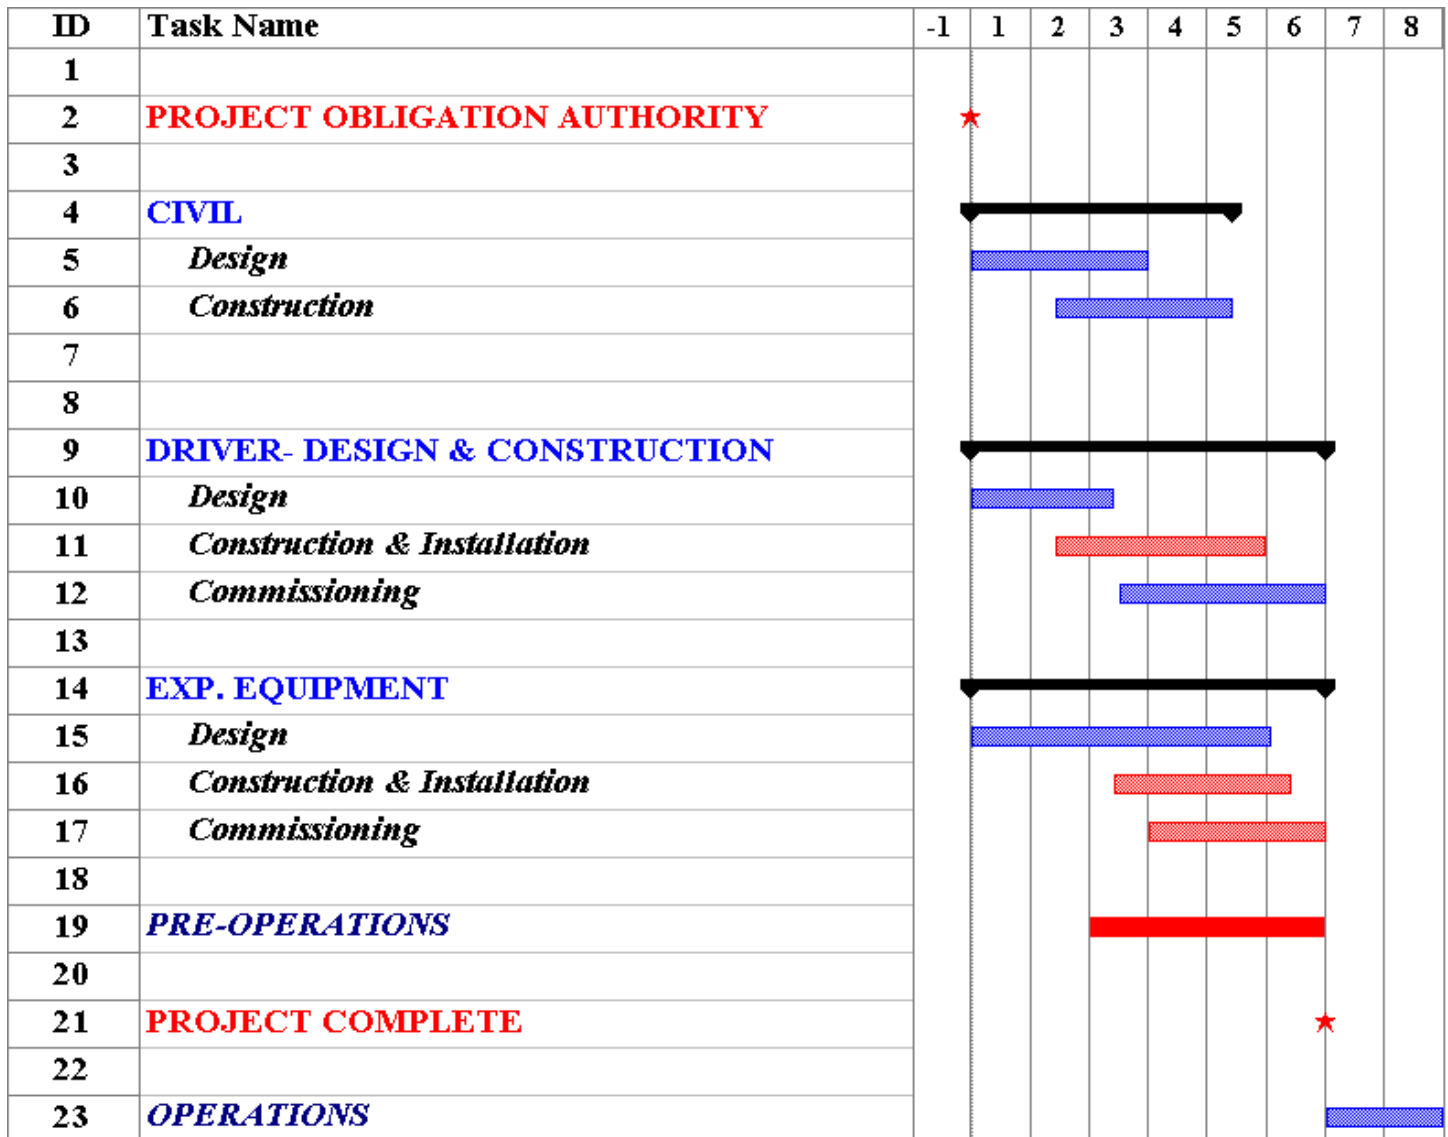 ID Task Name -1 1 2 3 4 5 6 7 8
1
2 PROJECT OBLIGATION AUTHORITY
3
4 CIVIL
5 Design
6 Construction
7
8
9 DRIVER- DESIGN & CONSTRUCTION
10 Design
11 Construction & Installation
12 Commissioning
13
14 EXP. EQUIPMENT
15 Design
16 Construction & Installation
17 Commissioning
18
19 PRE-OPERATIONS
20
21 PROJECT COMPLETE
22
23 OPERATIONS